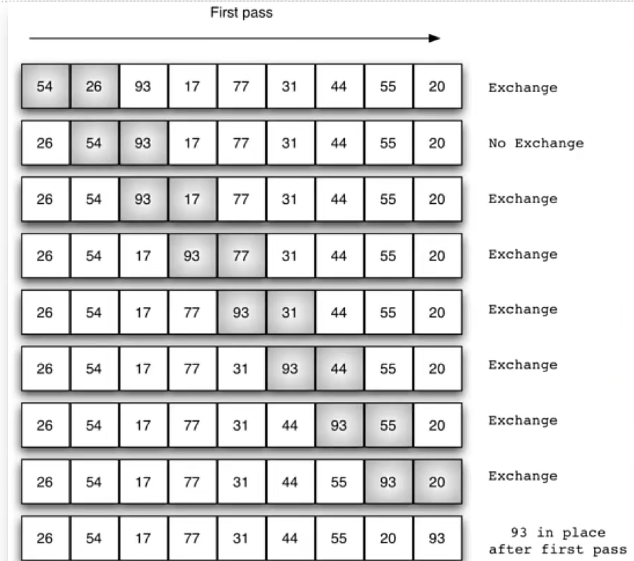 First pass
54 26 93 17 77 31 44 55 20 Exchange
26 54 93 17 77 31 44 55 20 No Exchange
26 54 93 17 77 31 44 55 20 Exchange
26 54 17 93 77 31 44 55 20 Exchange
26 54 17 77 93 31 44 55 20 Exchange
26 54 17 77 31 93 44 55 20 Exchange
26 54 17 77 31 44 93 55 20 Exchange
26 54 17 77 31 44 55 93 20 Exchange
26 54 17 77 31 44 55 20 93 93 in place
after first pass